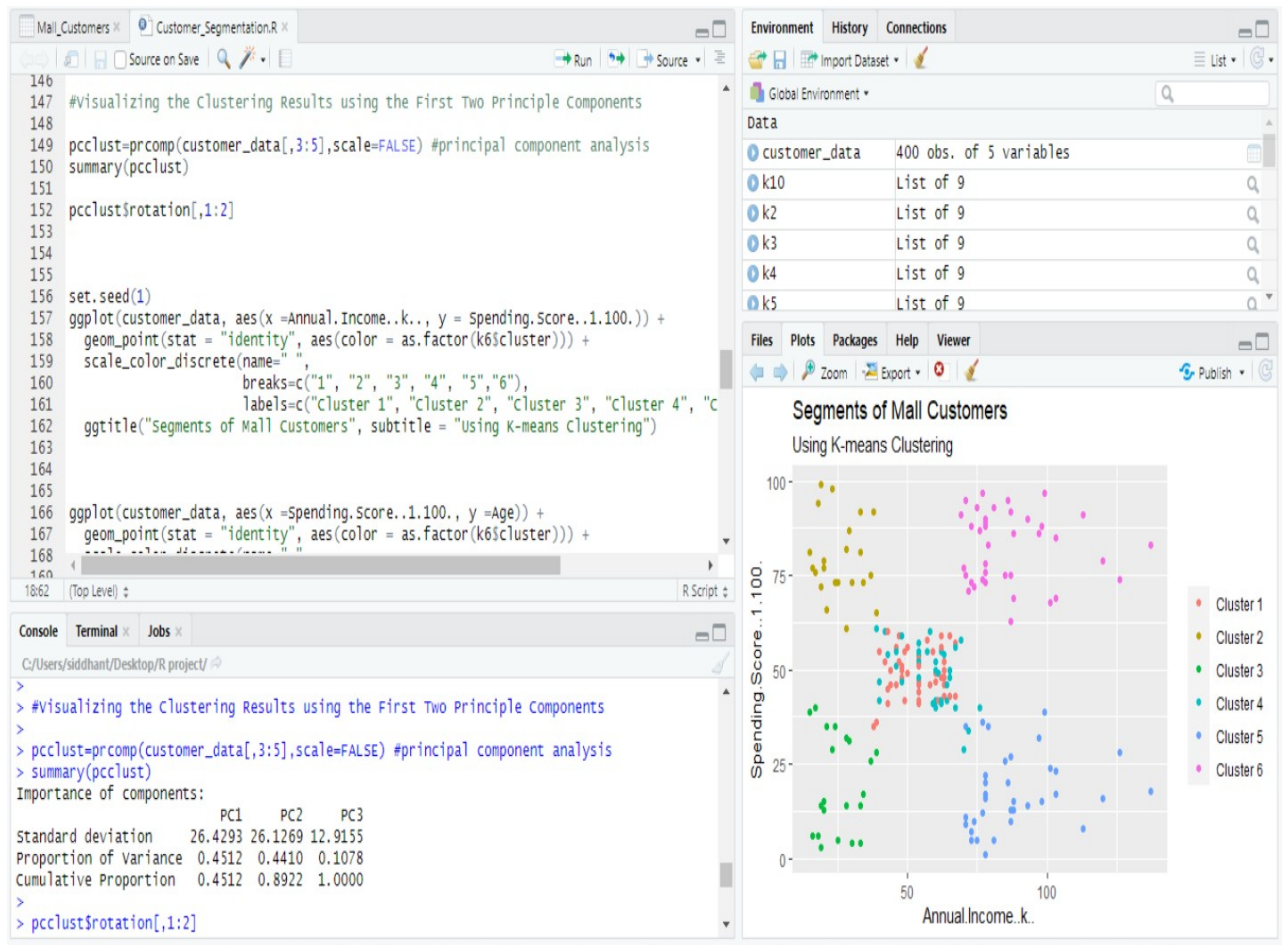 Mall_Customers
Customer_Segmentation.R
Source on Save
Run
Source
146
147 #Visualizing the Clustering Results using the First Two Principle Components
148
149 pcclust=prcomp(customer_data[,3:5],scale=FALSE) #principal component analysis
150 summary(pcclust)
151
152 pcclust$rotation[,1:2]
153
154
155
156 set.seed(1)
157 ggplot(customer_data, aes(x =Annual.Income..k.., y = Spending.Score..1.100.)) +
158 geom_point(stat = "identity", aes(color = as.factor(k6$cluster))) +
159 scale_color_discrete(name=" ",
160 breaks=c("1", "2", "3", "4", "5","6"),
161 labels=c("Cluster 1", "Cluster 2", "Cluster 3", "Cluster 4", "C
162 ggtitle("Segments of Mall Customers", subtitle = "Using K-means Clustering")
163
164
165
166 ggplot(customer_data, aes(x =Spending.Score..1.100., y =Age)) +
167 geom_point(stat = "identity", aes(color = as.factor(k6$cluster))) +
168
18:62 (Top Level) R Script
Console Terminal Jobs
C:/Users/siddhant/Desktop/R project/
>
> #Visualizing the Clustering Results using the First Two Principle Components
>
> pcclust=prcomp(customer_data[,3:5],scale=FALSE) #principal component analysis
> summary(pcclust)
Importance of components:
PC1 PC2 PC3
Standard deviation 26.4293 26.1269 12.9155
Proportion of Variance 0.4512 0.4410 0.1078
Cumulative Proportion 0.4512 0.8922 1.0000
>
> pcclust$rotation[,1:2]
Environment History Connections
Import Dataset
List
Global Environment
Data
customer_data 400 obs. of 5 variables
k10 List of 9
k2 List of 9
k3 List of 9
k4 List of 9
k5 List of 9
Files Plots Packages Help Viewer
Zoom Export Publish
Segments of Mall Customers
Using K-means Clustering
Spending.Score..1.100.
100
75
50
25
0
50 100
Annual.Income..k..
Cluster 1
Cluster 2
Cluster 3
Cluster 4
Cluster 5
Cluster 6